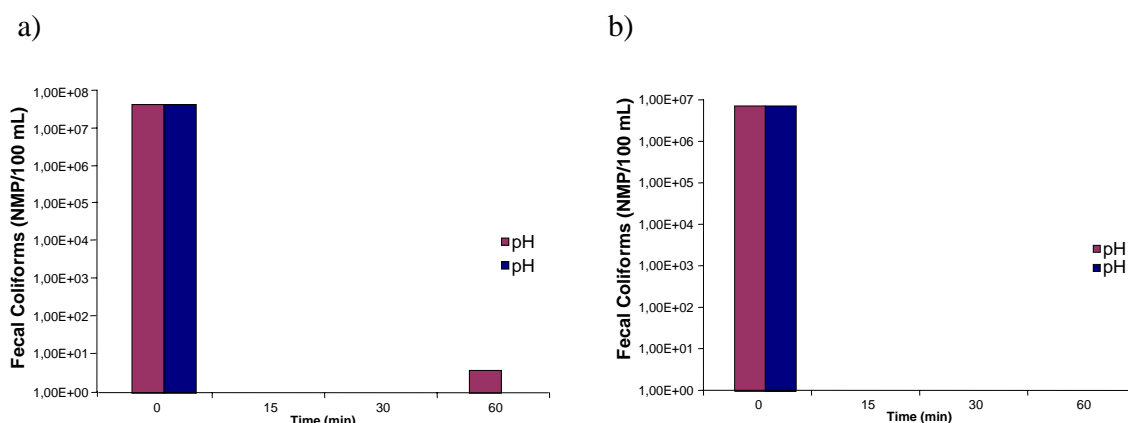 a)
Fecal Coliforms (NMP/100 mL)
1,00E+08
1,00E+07
1,00E+06
1,00E+05
1,00E+04
1,00E+03
1,00E+02
1,00E+01
1,00E+00
0 15 30 60
Time (min)
pH
pH
b)
Fecal Coliforms (NMP/100 mL)
1,00E+07
1,00E+06
1,00E+05
1,00E+04
1,00E+03
1,00E+02
1,00E+01
1,00E+00
0 15 30 60
Time (min)
pH
pH